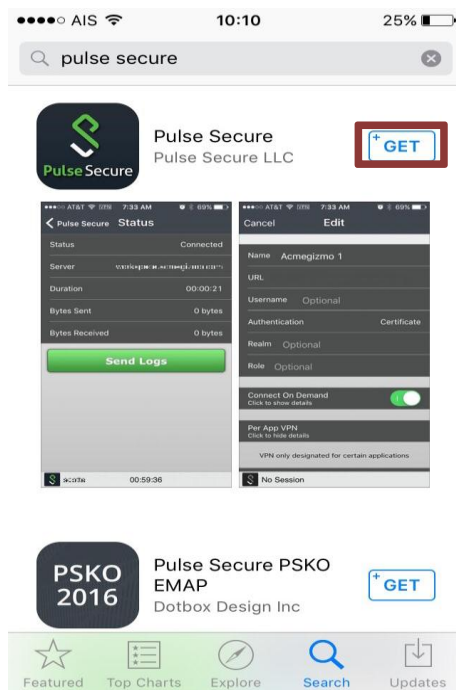 AIS 10:10 25%
pulse secure
Pulse Secure
Pulse Secure LLC
+ GET
Pulse Secure
AT&T 7:33 AM 69%
Pulse Secure Status
Status Connected
Server
Duration 00:00:21
Bytes Sent 0 bytes
Bytes Received 0 bytes
Send Logs
00:59:36
AT&T 7:33 AM 69%
Cancel Edit
Name Acmegizmo 1
URL
Username Optional
Authentication Certificate
Realm Optional
Role Optional
Connect On Demand
Click to show details
Per App VPN
Click to hide details
VPN only designated for certain applications
No Session
PSKO
2016
Pulse Secure PSKO
EMAP
Dotbox Design Inc
+ GET
Featured Top Charts Explore Search Updates